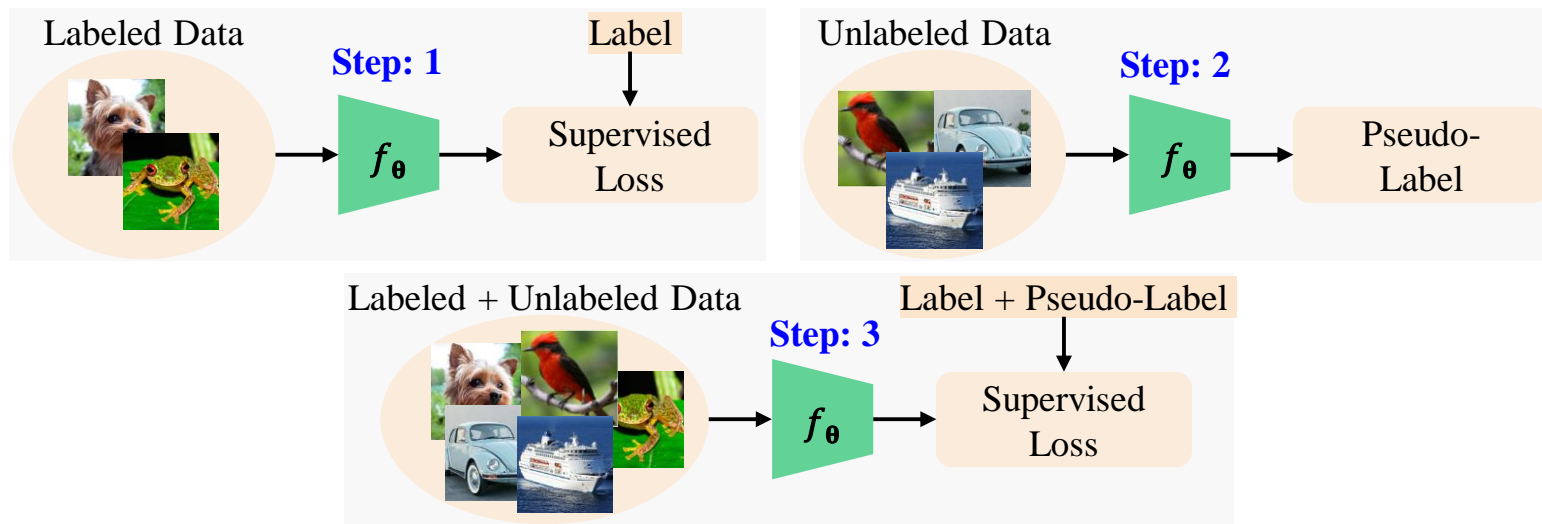 Labeled Data
Label
Step: 1
f_θ
Supervised
Loss
Unlabeled Data
Step: 2
f_θ
Pseudo-
Label
Labeled + Unlabeled Data
Label + Pseudo-Label
Step: 3
f_θ
Supervised
Loss